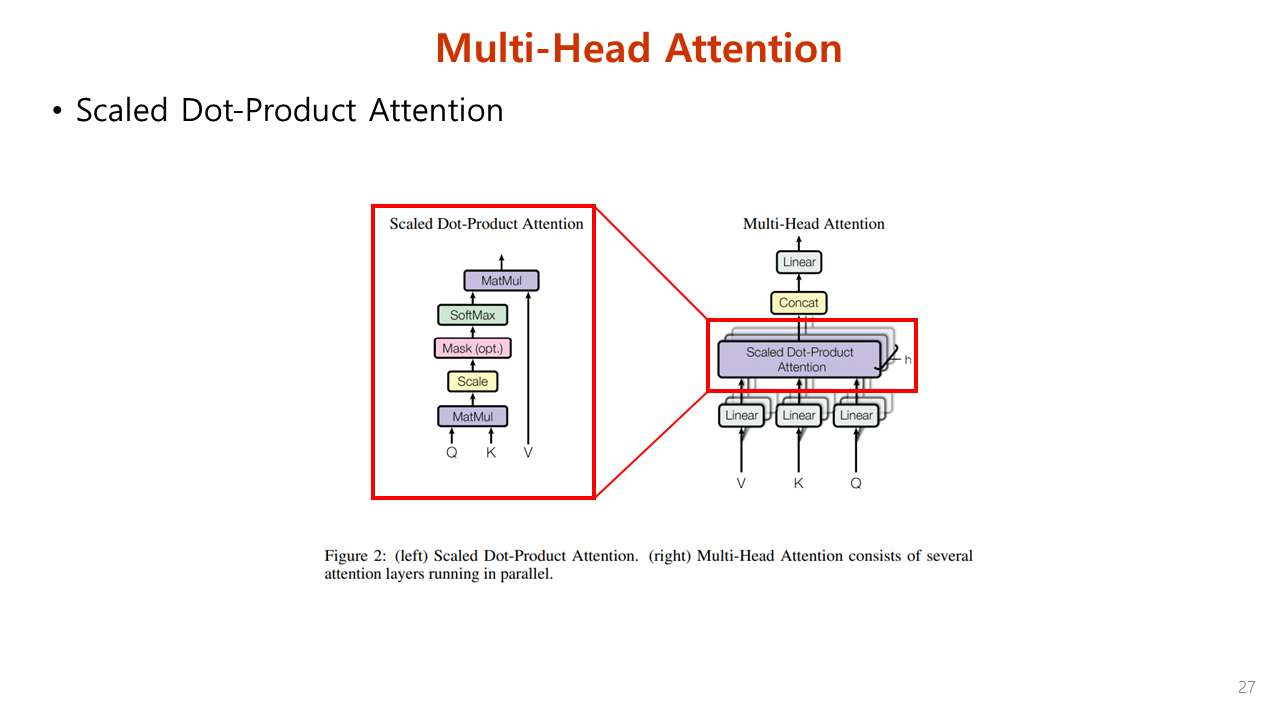 Multi-Head Attention
• Scaled Dot-Product Attention
Scaled Dot-Product Attention
MatMul
SoftMax
Mask (opt.)
Scale
MatMul
Q K V
Multi-Head Attention
Linear
Concat
Scaled Dot-Product
Attention
h
Linear Linear Linear
V K Q
Figure 2: (left) Scaled Dot-Product Attention. (right) Multi-Head Attention consists of several
attention layers running in parallel.
27